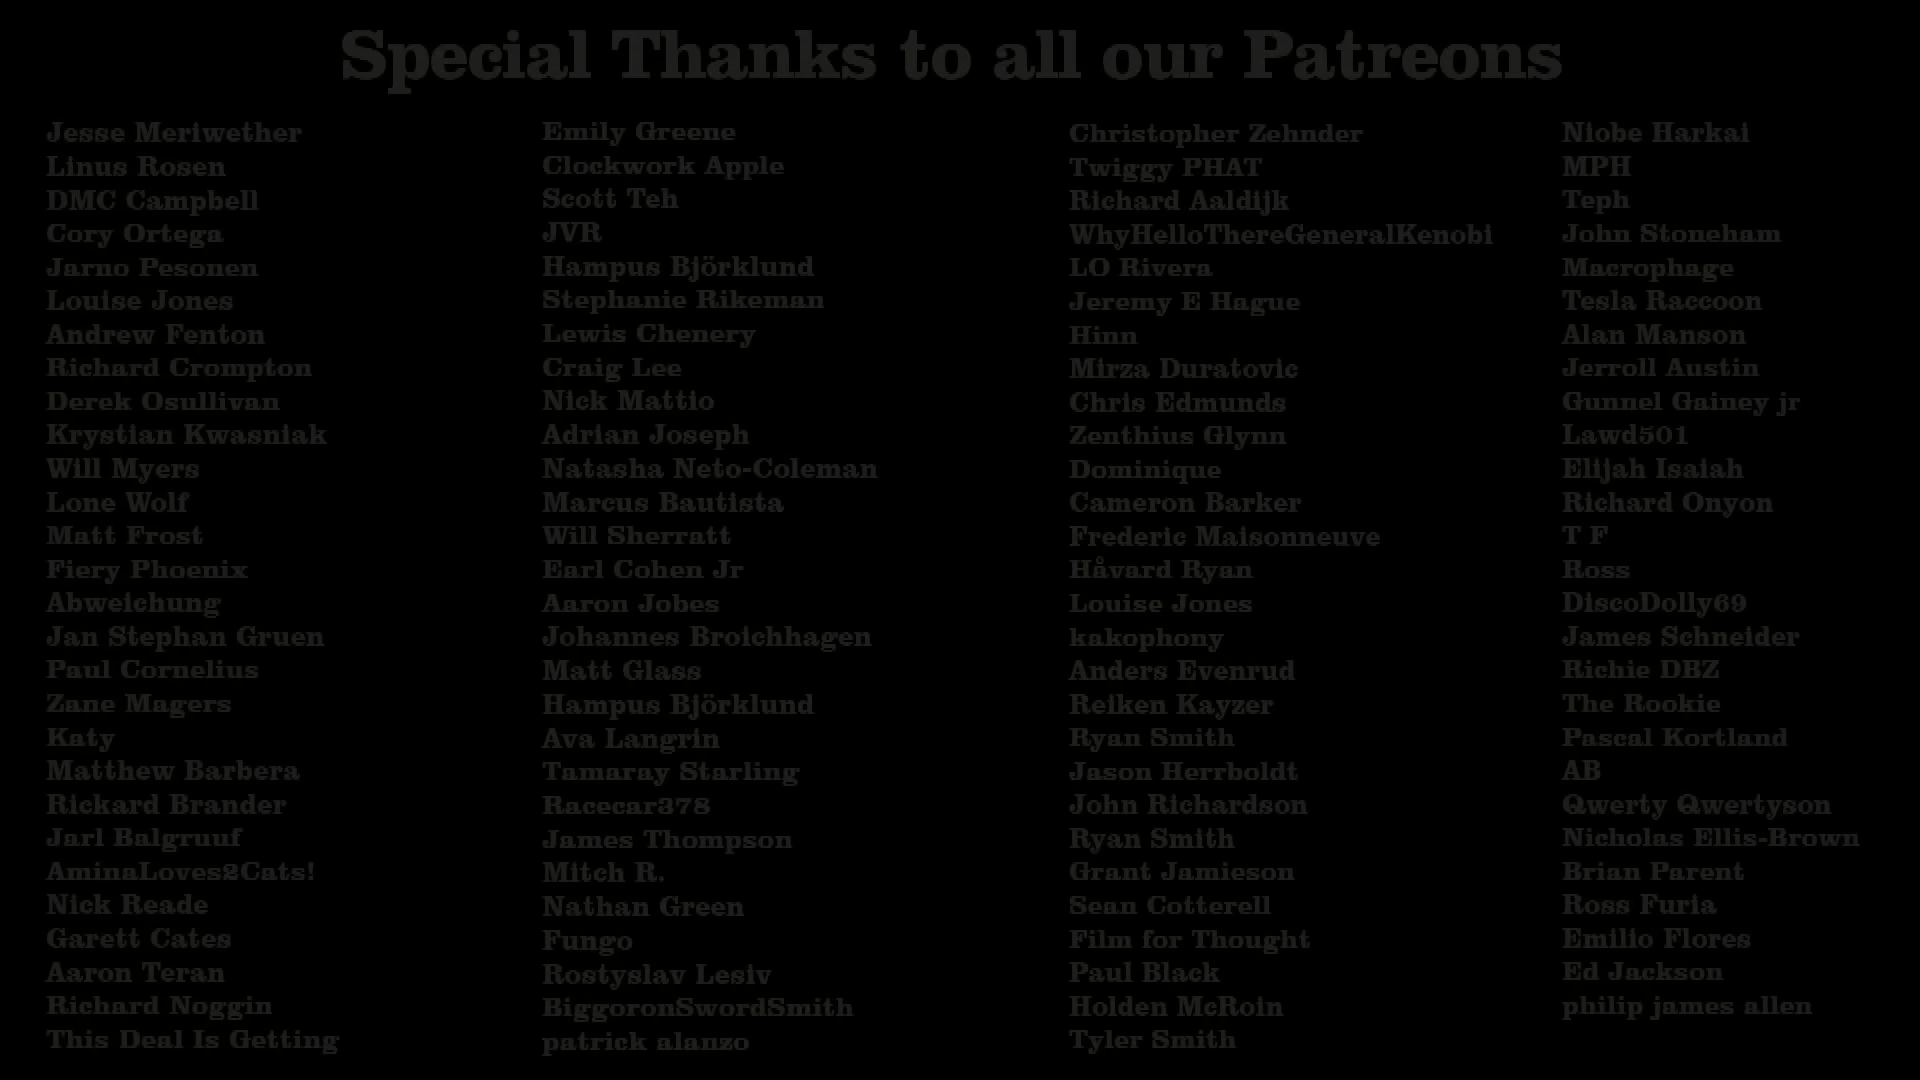 Special Thanks to all our Patreons
Jesse Meriwether
Linus Rosen
DMC Campbell
Cory Ortega
Jarno Pesonen
Louise Jones
Andrew Fenton
Richard Crompton
Derek Osullivan
Krystian Kwasniak
Will Myers
Lone Wolf
Matt Frost
Fiery Phoenix
Abweichung
Jan Stephan Gruen
Paul Cornelius
Zane Magers
Katy
Matthew Barbera
Rickard Brander
Jarl Balgruuf
AminaLoves2Cats!
Nick Reade
Garett Cates
Aaron Teran
Richard Noggin
This Deal Is Getting
Emily Greene
Clockwork Apple
Scott Teh
JVR
Hampus Björklund
Stephanie Rikeman
Lewis Chenery
Craig Lee
Nick Mattio
Adrian Joseph
Natasha Neto-Coleman
Marcus Bautista
Will Sherratt
Earl Cohen Jr
Aaron Jobes
Johannes Broichhagen
Matt Glass
Hampus Björklund
Ava Langrin
Tamaray Starling
Racecar378
James Thompson
Mitch R.
Nathan Green
Fungo
Rostyslav Lesiv
BiggoronSwordSmith
patrick alanzo
Christopher Zehnder
Twiggy PHAT
Richard Aaldijk
WhyHelloThereGeneralKenobi
LO Rivera
Jeremy E Hague
Hinn
Mirza Duratovic
Chris Edmunds
Zenthius Glynn
Dominique
Cameron Barker
Frederic Maisonneuve
Håvard Ryan
Louise Jones
kakophony
Anders Evenrud
Reiken Kayzer
Ryan Smith
Jason Herrboldt
John Richardson
Ryan Smith
Grant Jamieson
Sean Cotterell
Film for Thought
Paul Black
Holden McRoin
Tyler Smith
Niobe Harkai
MPH
Teph
John Stoneham
Macrophage
Tesla Raccoon
Alan Manson
Jerroll Austin
Gunnel Gainey jr
Lawd501
Elijah Isaiah
Richard Onyon
T F
Ross
DiscoDolly69
James Schneider
Richie DBZ
The Rookie
Pascal Kortland
AB
Qwerty Qwertyson
Nicholas Ellis-Brown
Brian Parent
Ross Furia
Emilio Flores
Ed Jackson
philip james allen